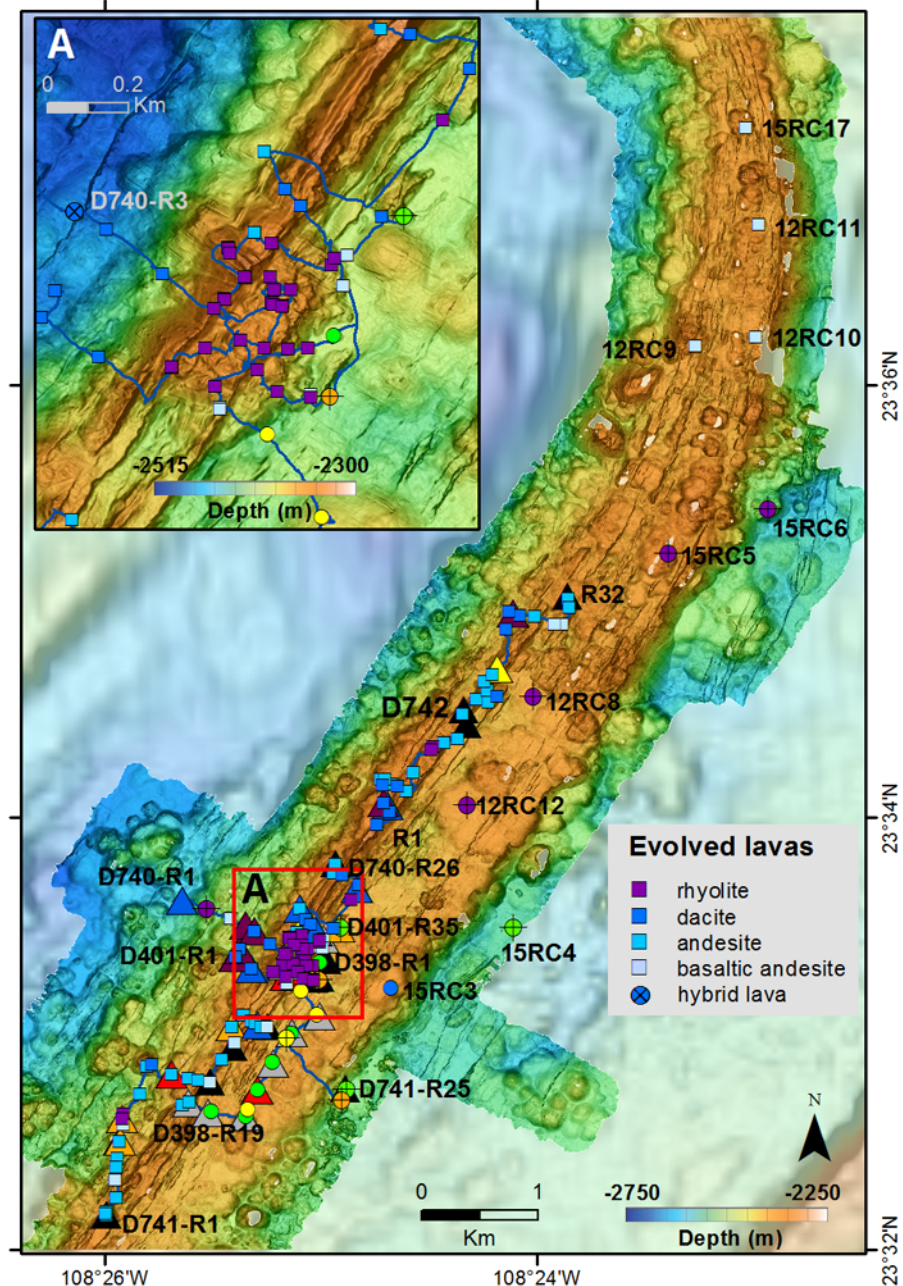 A
0 0.2
Km
D740-R3
-2515 -2300
Depth (m)
15RC17
12RC11
12RC10
12RC9
23°36'N
15RC6
15RC5
R32
12RC8
D742
12RC12
R1
23°34'N
D740-R26
D740-R1
A
D401-R35
D401-R1
D398-R1
15RC4
15RC3
Evolved lavas
rhyolite
dacite
andesite
basaltic andesite
hybrid lava
D741-R25
D398-R19
N
0 1
Km
-2750 -2250
Depth (m)
D741-R1
23°32'N
108°26'W 108°24'W